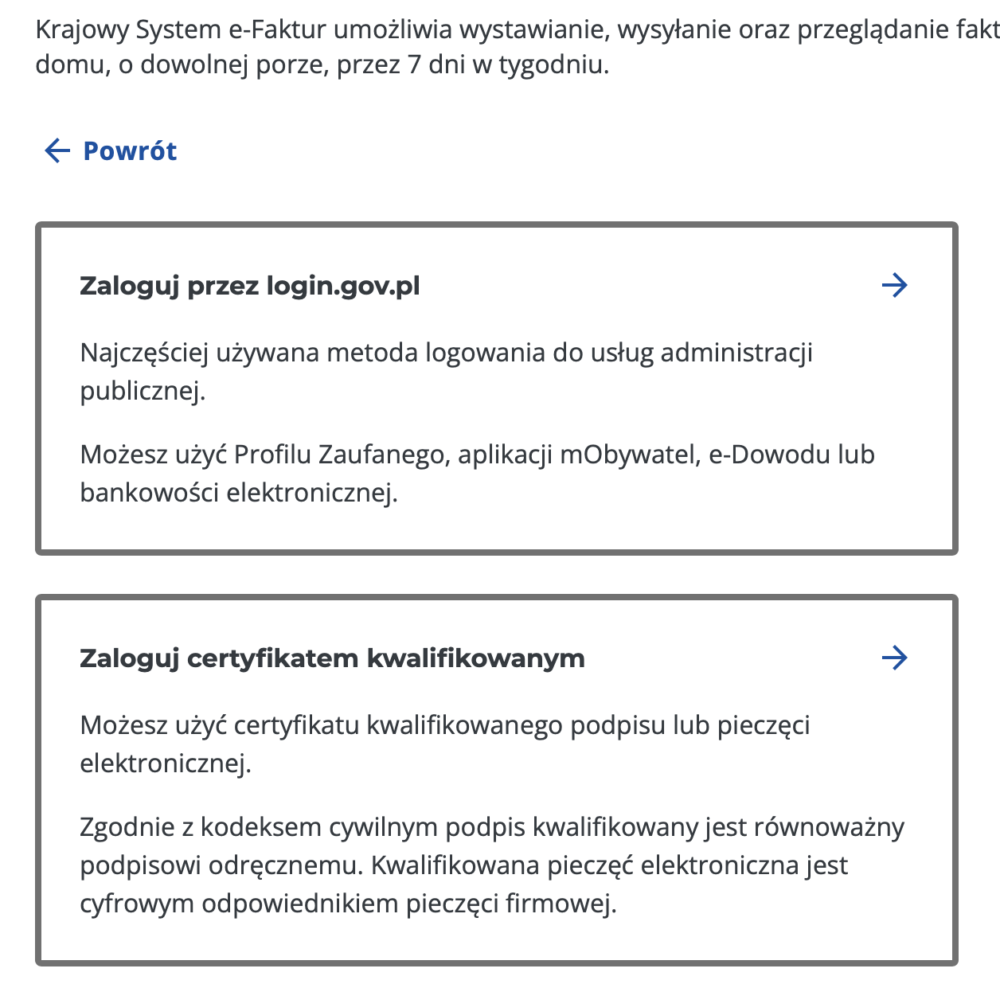 Krajowy System e-Faktur umożliwia wystawianie, wysyłanie oraz przeglądanie fakt
domu, o dowolnej porze, przez 7 dni w tygodniu.
Powrót
Zaloguj przez login.gov.pl
Najczęściej używana metoda logowania do usług administracji
publicznej.
Możesz użyć Profilu Zaufanego, aplikacji mObywatel, e-Dowodu lub
bankowości elektronicznej.
Zaloguj certyfikatem kwalifikowanym
Możesz użyć certyfikatu kwalifikowanego podpisu lub pieczęci
elektronicznej.
Zgodnie z kodeksem cywilnym podpis kwalifikowany jest równoważny
podpisowi odręcznemu. Kwalifikowana pieczęć elektroniczna jest
cyfrowym odpowiednikiem pieczęci firmowej.